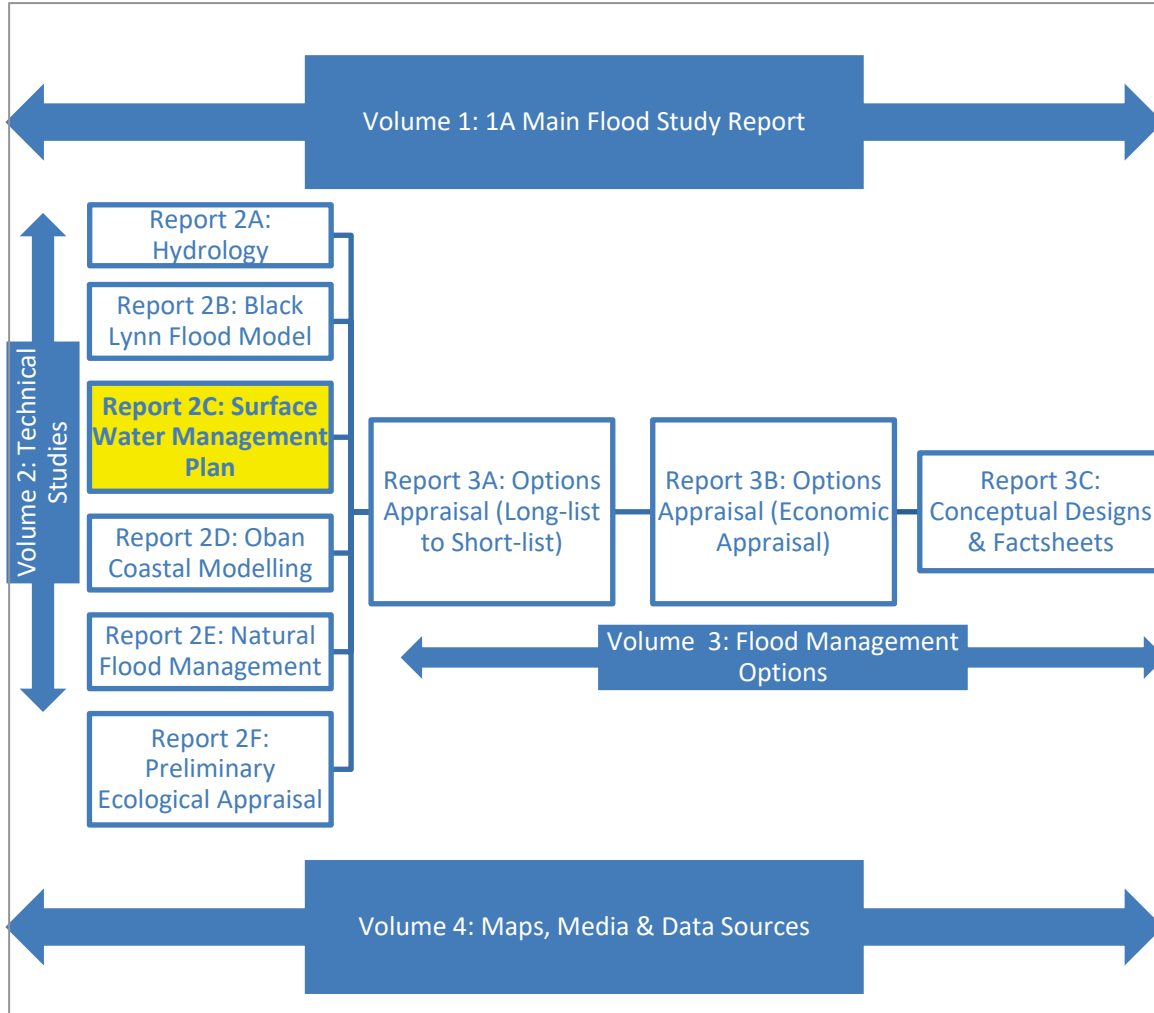 Volume 1: 1A Main Flood Study Report
Volume 2: Technical
Studies
Report 2A:
Hydrology
Report 2B: Black
Lynn Flood Model
Report 2C: Surface
Water Management
Plan
Report 2D: Oban
Coastal Modelling
Report 2E: Natural
Flood Management
Report 2F:
Preliminary
Ecological Appraisal
Report 3A: Options
Appraisal (Long-list
to Short-list)
Report 3B: Options
Appraisal (Economic
Appraisal)
Report 3C:
Conceptual Designs
& Factsheets
Volume 3: Flood Management
Options
Volume 4: Maps, Media & Data Sources